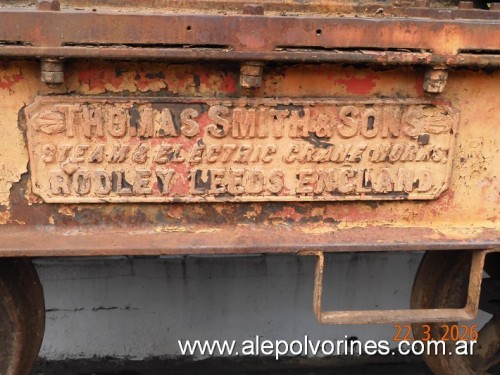 THOMAS SMITH & SONS
STEAM & ELECTRIC CRANE WORKS
RODLEY LEEDS ENGLAND
22 3 2026
www.alepolvorines.com.ar